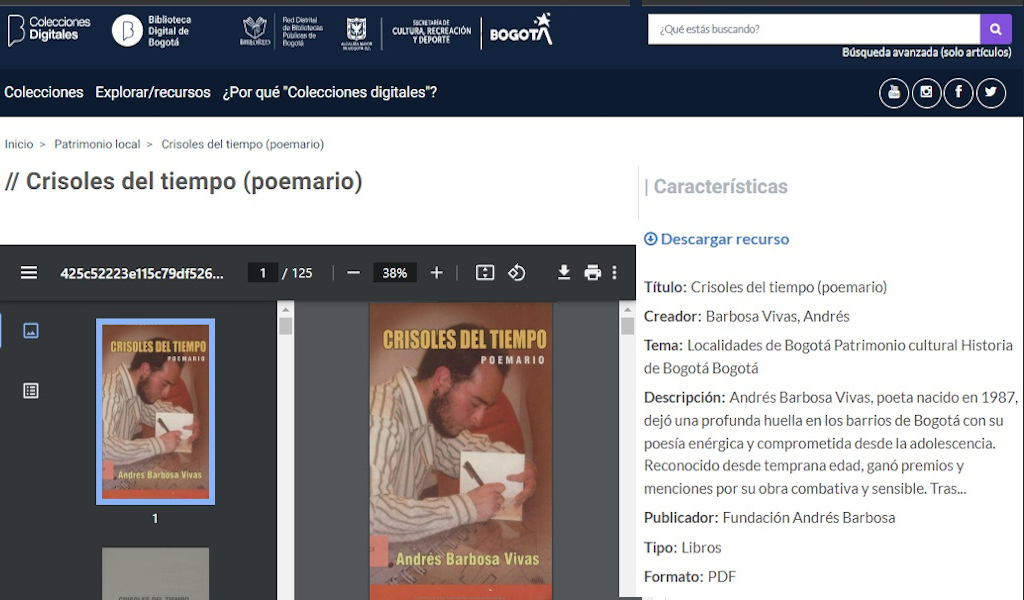 Colecciones
Digitales
Biblioteca
Digital de
Bogotá
Red Distrital
de Bibliotecas
Públicas de
Bogotá
ALCALDÍA MAYOR
DE BOGOTÁ D.C.
SECRETARÍA DE
CULTURA, RECREACIÓN
Y DEPORTE
BOGOTÁ
¿Qué estás buscando?
Búsqueda avanzada (solo artículos)
Colecciones Explorar/recursos ¿Por qué "Colecciones digitales"?
Inicio > Patrimonio local > Crisoles del tiempo (poemario)
// Crisoles del tiempo (poemario)
425c52223e115c79df526... 1 / 125 38%
CRISOLES DEL TIEMPO
POEMARIO
Andrés Barbosa Vivas
1
CRISOLES DEL TIEMPO
CRISOLES DEL TIEMPO
POEMARIO
Andrés Barbosa Vivas
| Características
Descargar recurso
Título: Crisoles del tiempo (poemario)
Creador: Barbosa Vivas, Andrés
Tema: Localidades de Bogotá Patrimonio cultural Historia
de Bogotá Bogotá
Descripción: Andrés Barbosa Vivas, poeta nacido en 1987,
dejó una profunda huella en los barrios de Bogotá con su
poesía enérgica y comprometida desde la adolescencia.
Reconocido desde temprana edad, ganó premios y
menciones por su obra combativa y sensible. Tras...
Publicador: Fundación Andrés Barbosa
Tipo: Libros
Formato: PDF